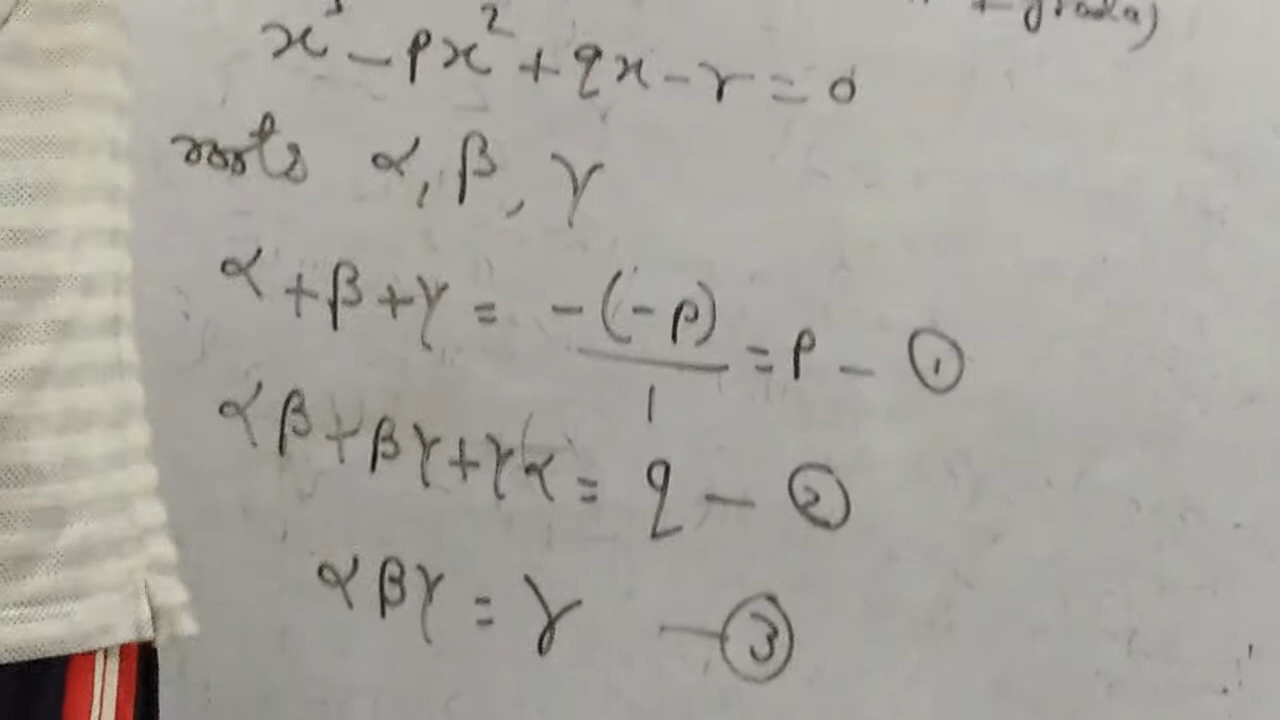 x³ - px² + qx - r = 0
roots α, β, γ
α + β + γ = -(-p)/1 = p - ①
αβ + βγ + γα = q - ②
αβγ = r - ③